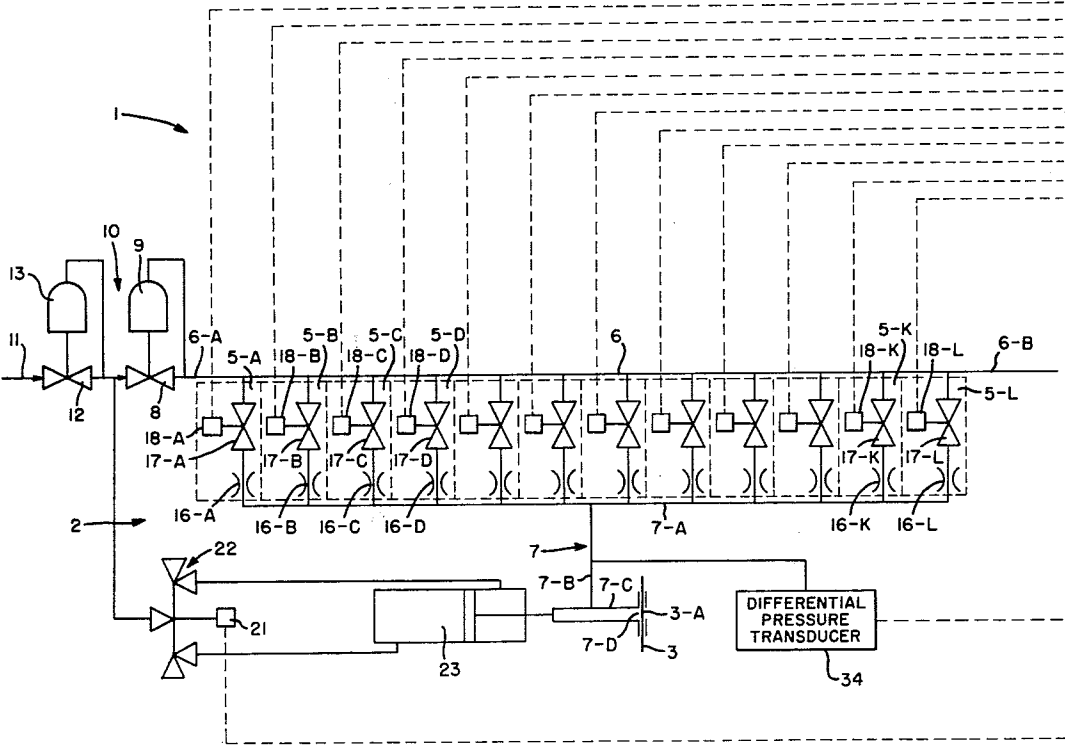 1
10
9
13
11
6-A
5-A
5-B
5-C
5-D
6
5-K
6-B
18-B
18-C
18-D
18-K
18-L
12
8
5-L
18-A
17-A
17-B
17-C
17-D
17-K
17-L
16-A
16-B
16-C
16-D
7-A
16-K
16-L
2
22
7
7-B
7-C
3-A
21
23
7-D
3
DIFFERENTIAL
PRESSURE
TRANSDUCER
34